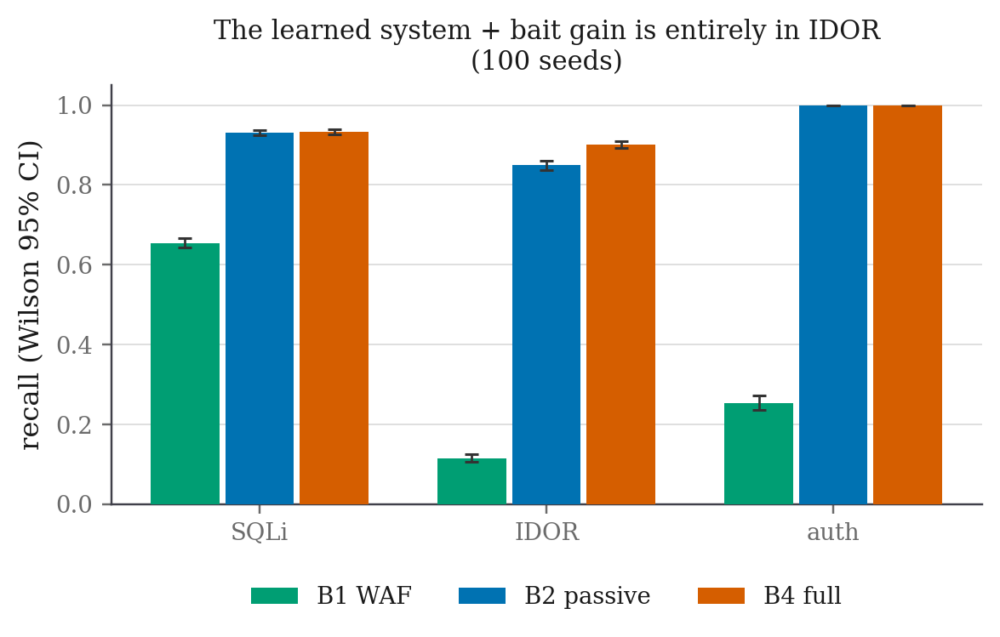 The learned system + bait gain is entirely in IDOR
(100 seeds)
recall (Wilson 95% CI)
1.0
0.8
0.6
0.4
0.2
0.0
SQLi IDOR auth
B1 WAF B2 passive B4 full